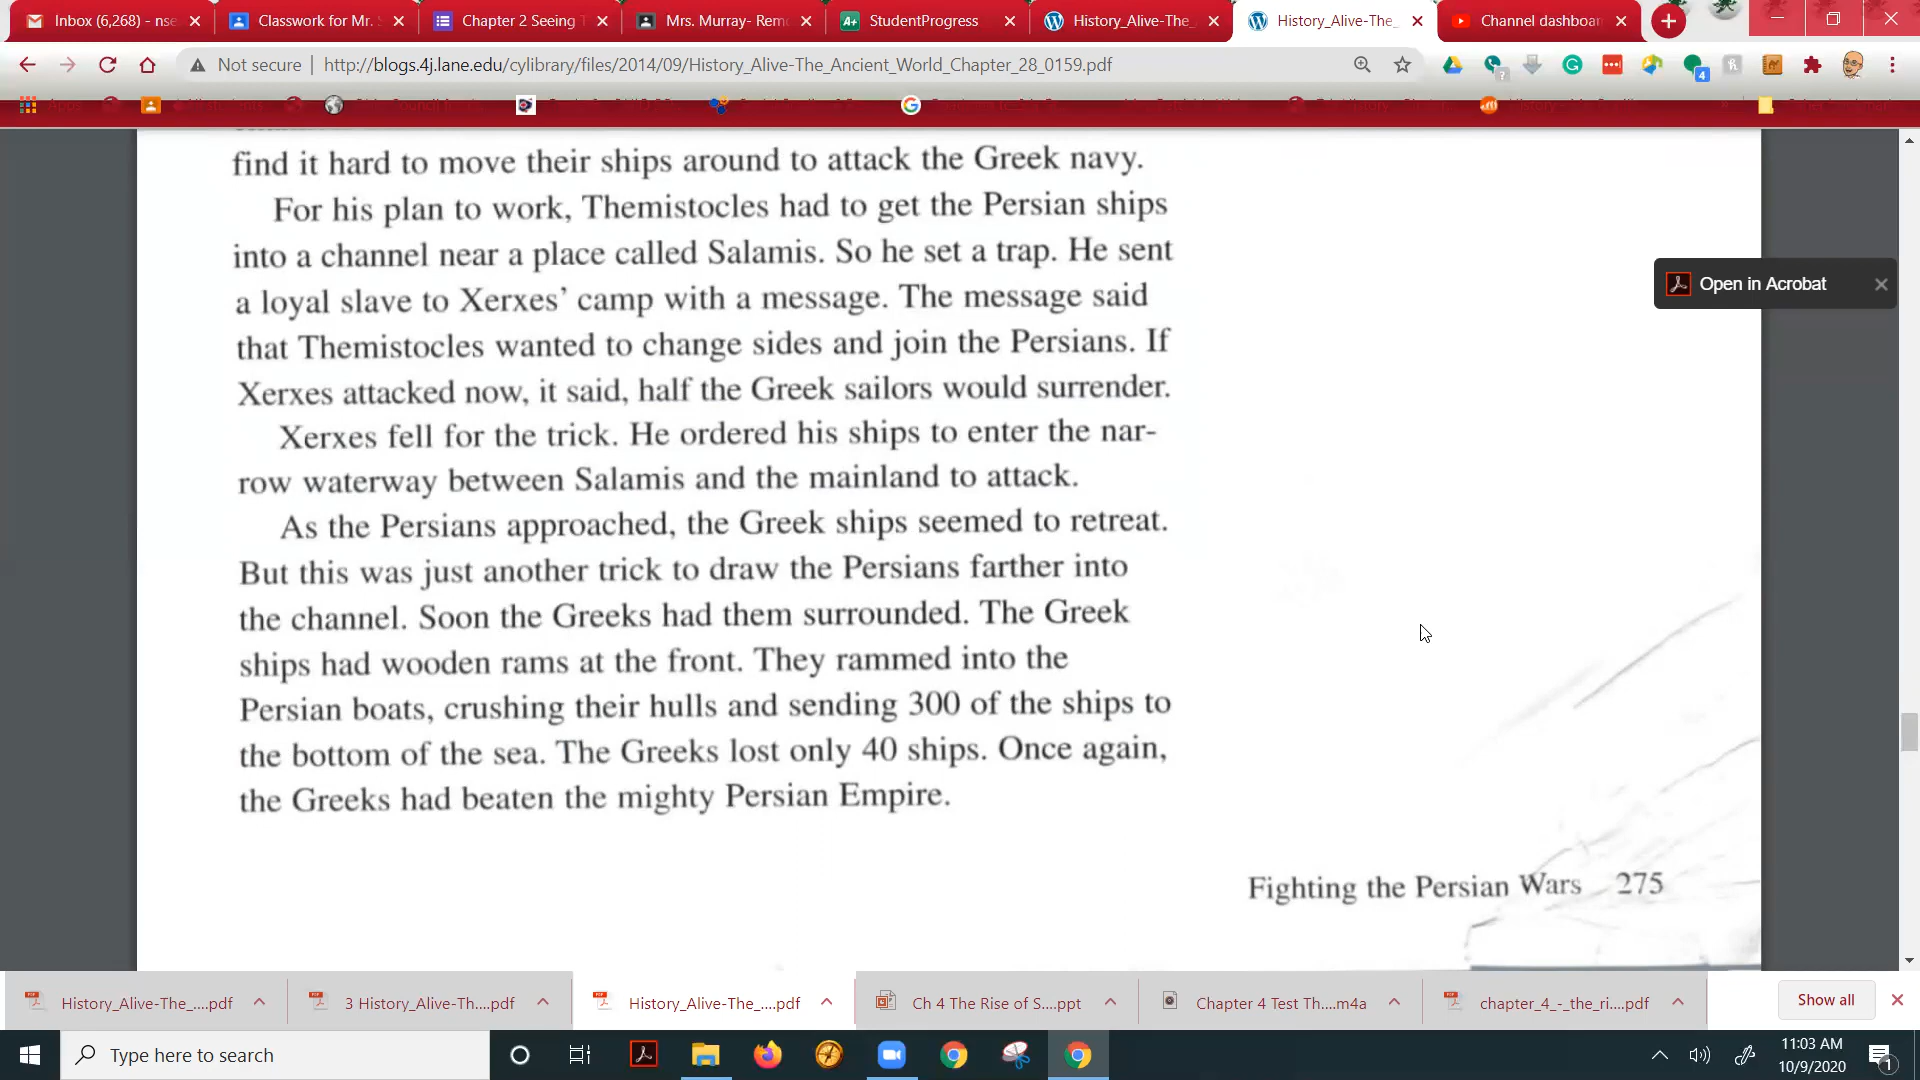 Inbox (6,268) - nse
Classwork for Mr.
Chapter 2 Seeing
Mrs. Murray- Rem
StudentProgress
History_Alive-The_
History_Alive-The_
Channel dashboar
Not secure
http://blogs.4j.lane.edu/cylibrary/files/2014/09/History_Alive-The_Ancient_World_Chapter_28_0159.pdf
Apps
find it hard to move their ships around to attack the Greek navy.
For his plan to work, Themistocles had to get the Persian ships
into a channel near a place called Salamis. So he set a trap. He sent
a loyal slave to Xerxes’ camp with a message. The message said
that Themistocles wanted to change sides and join the Persians. If
Xerxes attacked now, it said, half the Greek sailors would surrender.
Xerxes fell for the trick. He ordered his ships to enter the nar-
row waterway between Salamis and the mainland to attack.
As the Persians approached, the Greek ships seemed to retreat.
But this was just another trick to draw the Persians farther into
the channel. Soon the Greeks had them surrounded. The Greek
ships had wooden rams at the front. They rammed into the
Persian boats, crushing their hulls and sending 300 of the ships to
the bottom of the sea. The Greeks lost only 40 ships. Once again,
the Greeks had beaten the mighty Persian Empire.
Open in Acrobat
Fighting the Persian Wars 275
History_Alive-The_....pdf
3 History_Alive-Th....pdf
History_Alive-The_....pdf
Ch 4 The Rise of S....ppt
Chapter 4 Test Th....m4a
chapter_4_-_the_ri....pdf
Show all
Type here to search
11:03 AM
10/9/2020
1